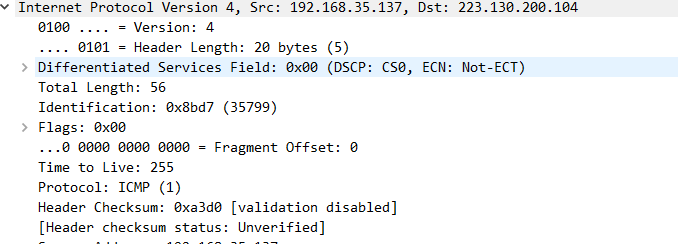 Internet Protocol Version 4, Src: 192.168.35.137, Dst: 223.130.200.104
0100 .... = Version: 4
.... 0101 = Header Length: 20 bytes (5)
Differentiated Services Field: 0x00 (DSCP: CS0, ECN: Not-ECT)
Total Length: 56
Identification: 0x8bd7 (35799)
Flags: 0x00
...0 0000 0000 0000 = Fragment Offset: 0
Time to Live: 255
Protocol: ICMP (1)
Header Checksum: 0xa3d0 [validation disabled]
[Header checksum status: Unverified]